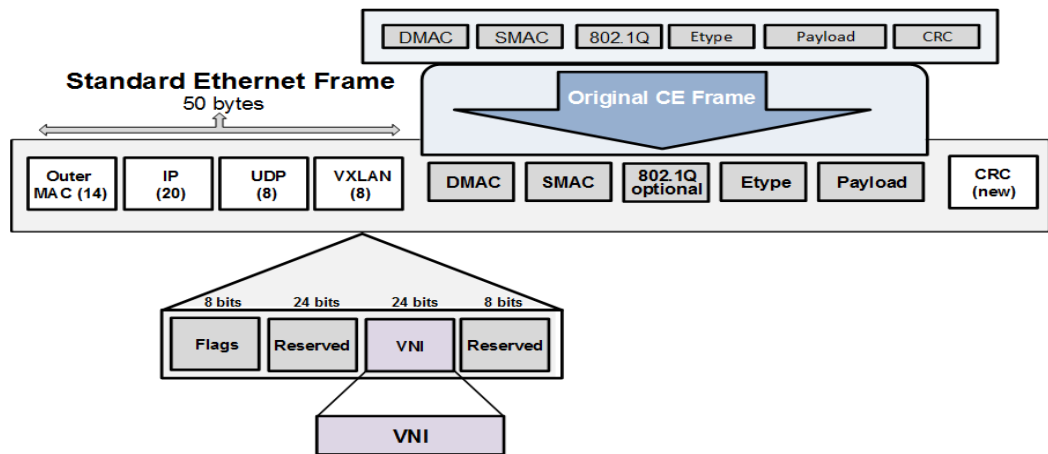 DMAC SMAC 802.1Q Etype Payload CRC
Standard Ethernet Frame
50 bytes
Original CE Frame
Outer
MAC (14)
IP
(20)
UDP
(8)
VXLAN
(8)
DMAC
SMAC
802.1Q
optional
Etype
Payload
CRC
(new)
8 bits 24 bits 24 bits 8 bits
Flags Reserved VNI Reserved
VNI